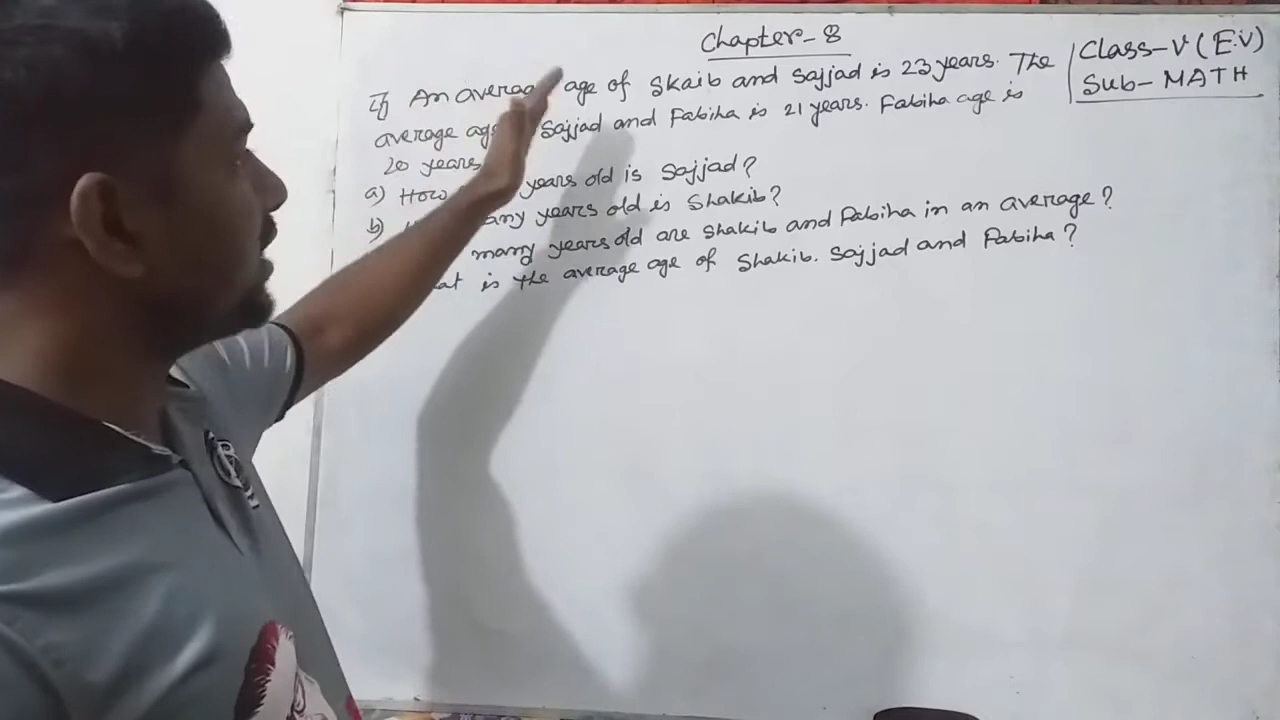 Chapter-8
Class-V (E.V)
Sub-MATH
An average age of Skaib and Sajjad is 23 years. The
average age Sajjad and Fabiha is 21 years. Fabiha age is
20 years
a) How years old is Sajjad?
b) many years old is Shakib?
many years old are Shakib and Fabiha in an average?
is the average age of Shakib. Sajjad and Fabiha?